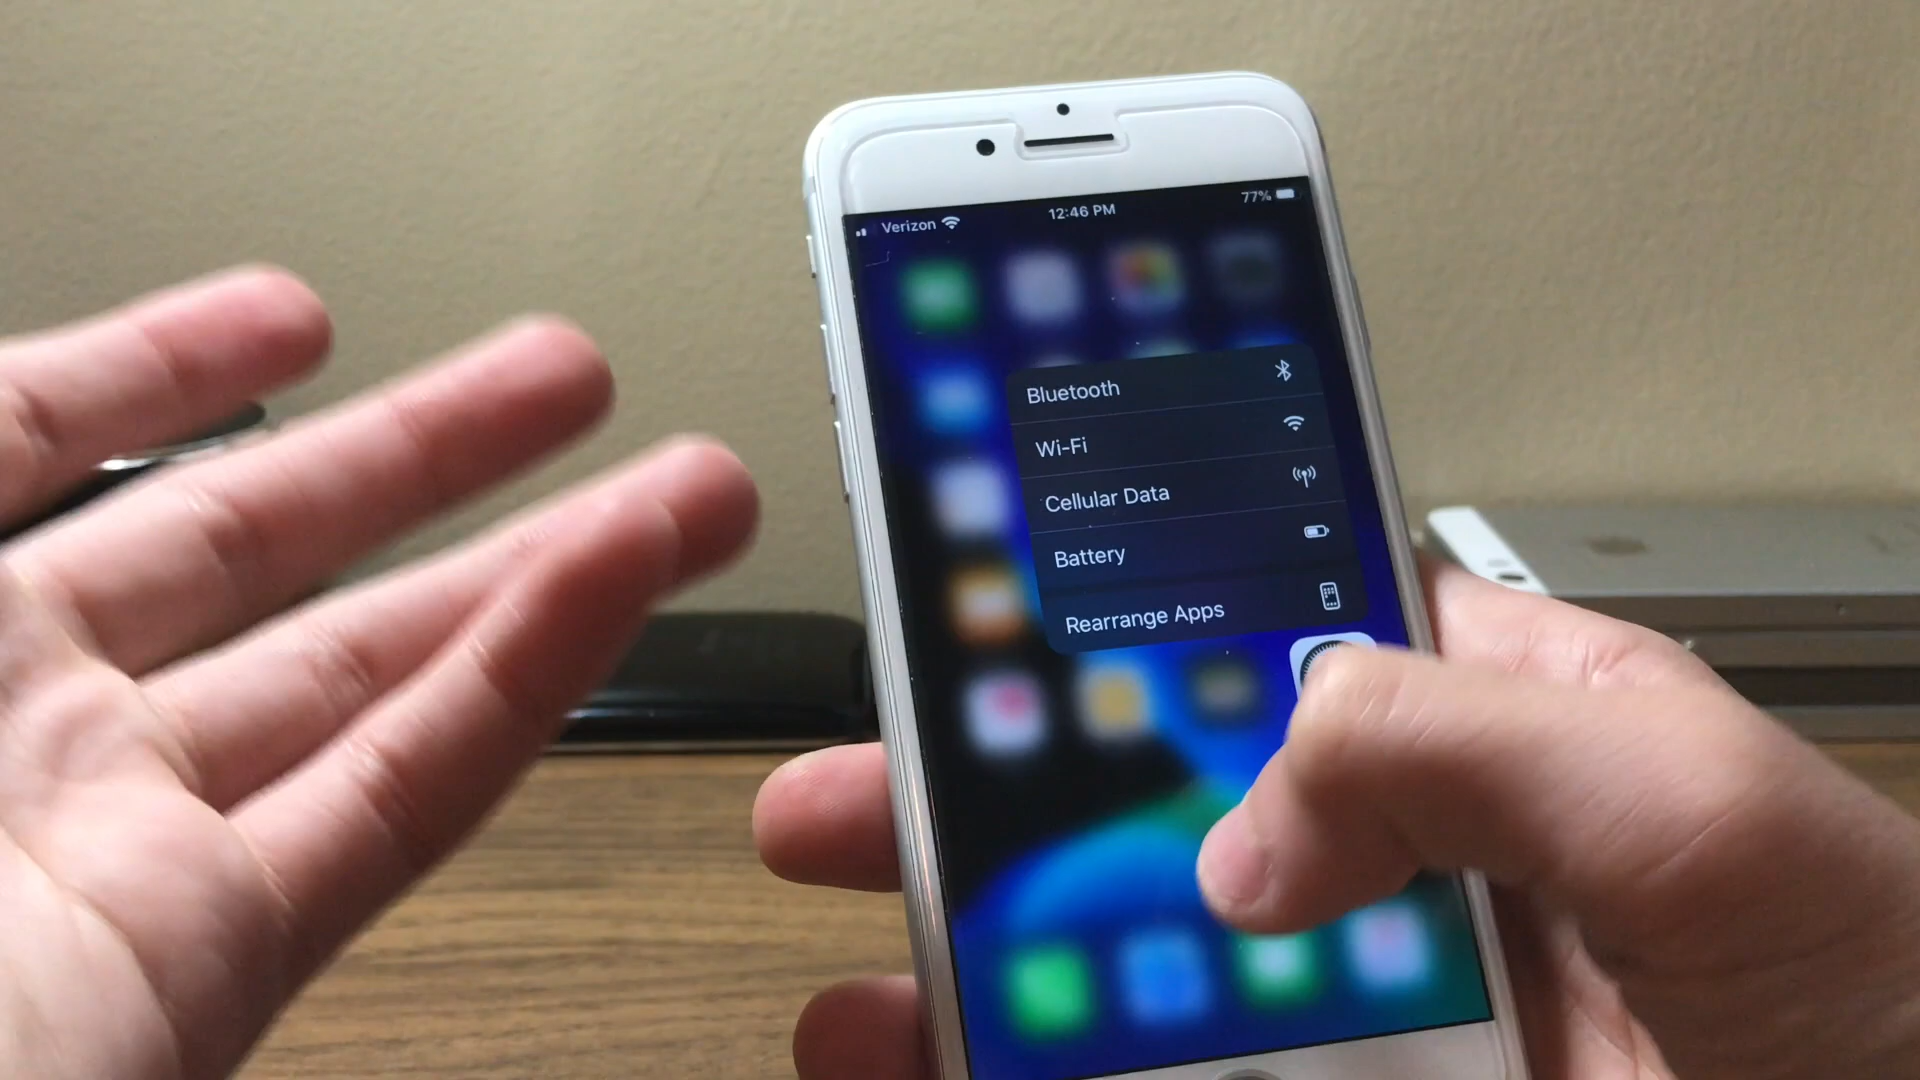 Verizon 12:46 PM 77%
Bluetooth
Wi-Fi
Cellular Data
Battery
Rearrange Apps